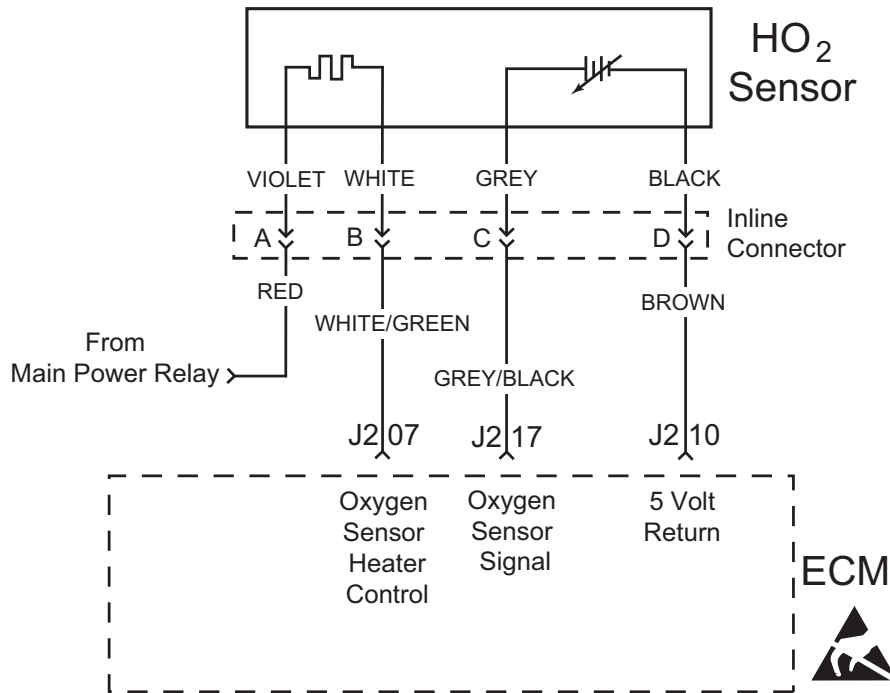 HO2
Sensor
VIOLET WHITE GREY BLACK
Inline
Connector
A B C D
RED
BROWN
WHITE/GREEN
From
Main Power Relay
GREY/BLACK
J2 07 J2 17 J2 10
Oxygen
Sensor
Heater
Control
Oxygen
Sensor
Signal
5 Volt
Return
ECM